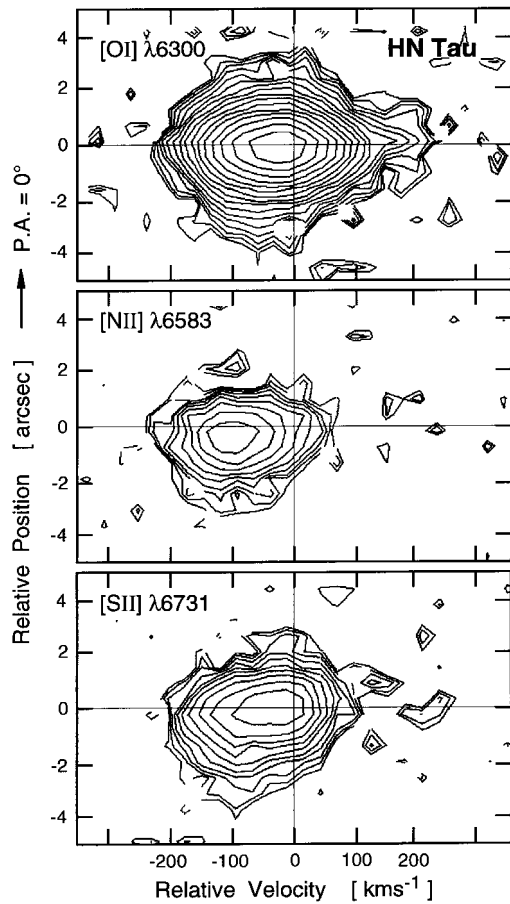 [OI] λ6300
HN Tau
4
2
0
-2
-4
[NII] λ6583
4
2
0
-2
-4
[SII] λ6731
4
2
0
-2
-4
-200 -100 0 100 200
Relative Velocity [ kms⁻¹ ]
Relative Position [ arcsec ] ⟶ P.A. = 0°